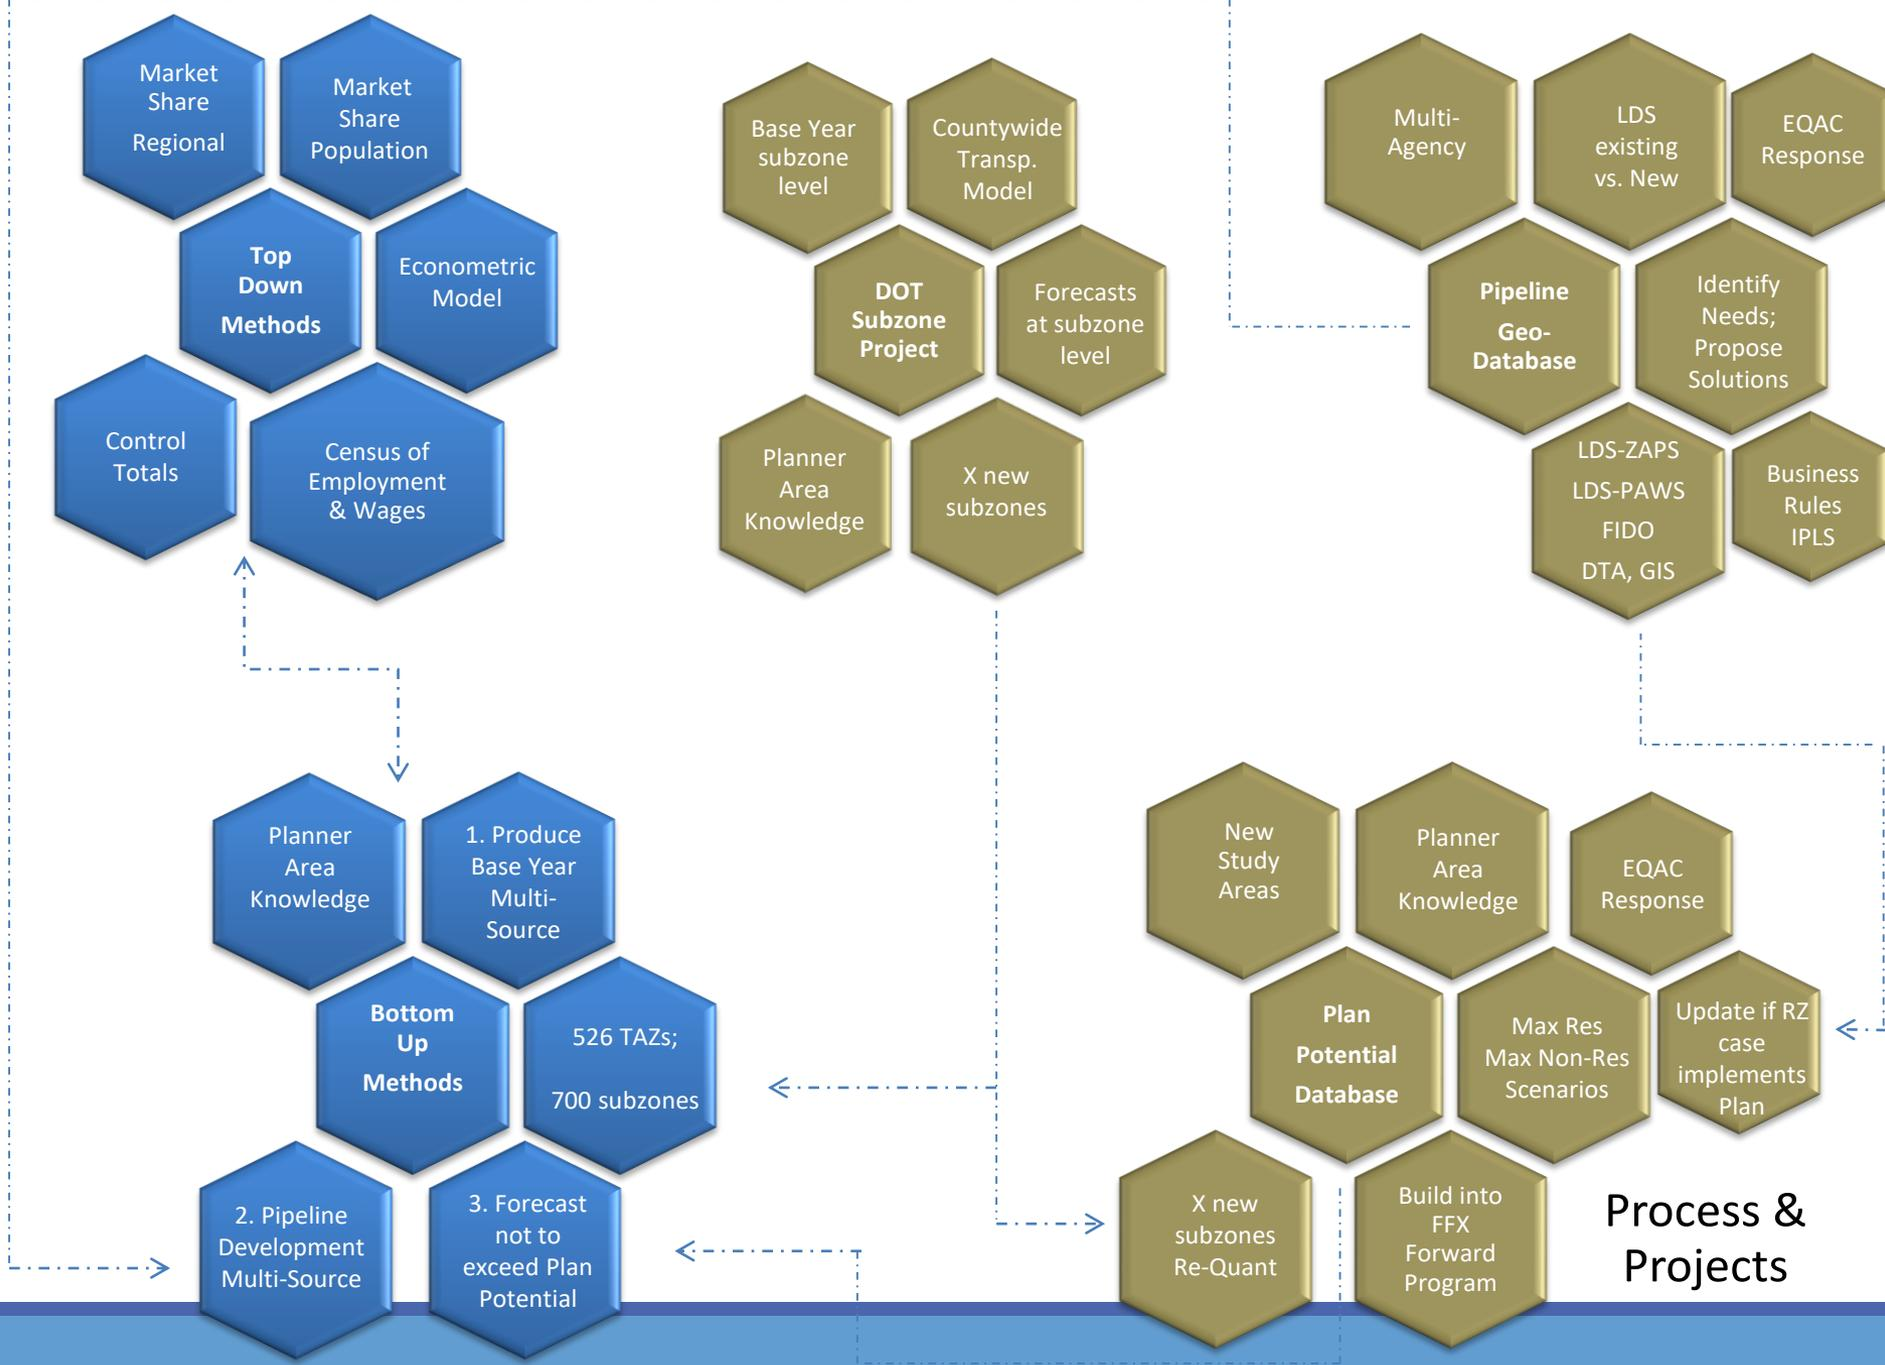 Market
Share
Regional
Market
Share
Population
Top
Down
Methods
Econometric
Model
Control
Totals
Census of
Employment
& Wages
Base Year
subzone
level
Countywide
Transp.
Model
DOT
Subzone
Project
Forecasts
at subzone
level
Planner
Area
Knowledge
X new
subzones
Multi-
Agency
LDS
existing
vs. New
EQAC
Response
Pipeline
Geo-
Database
Identify
Needs;
Propose
Solutions
LDS-ZAPS
LDS-PAWS
FIDO
DTA, GIS
Business
Rules
IPLS
Planner
Area
Knowledge
1. Produce
Base Year
Multi-
Source
Bottom
Up
Methods
526 TAZs;
700 subzones
2. Pipeline
Development
Multi-Source
3. Forecast
not to
exceed Plan
Potential
New
Study
Areas
Planner
Area
Knowledge
EQAC
Response
Plan
Potential
Database
Max Res
Max Non-Res
Scenarios
Update if RZ
case
implements
Plan
X new
subzones
Re-Quant
Build into
FFX
Forward
Program
Process &
Projects